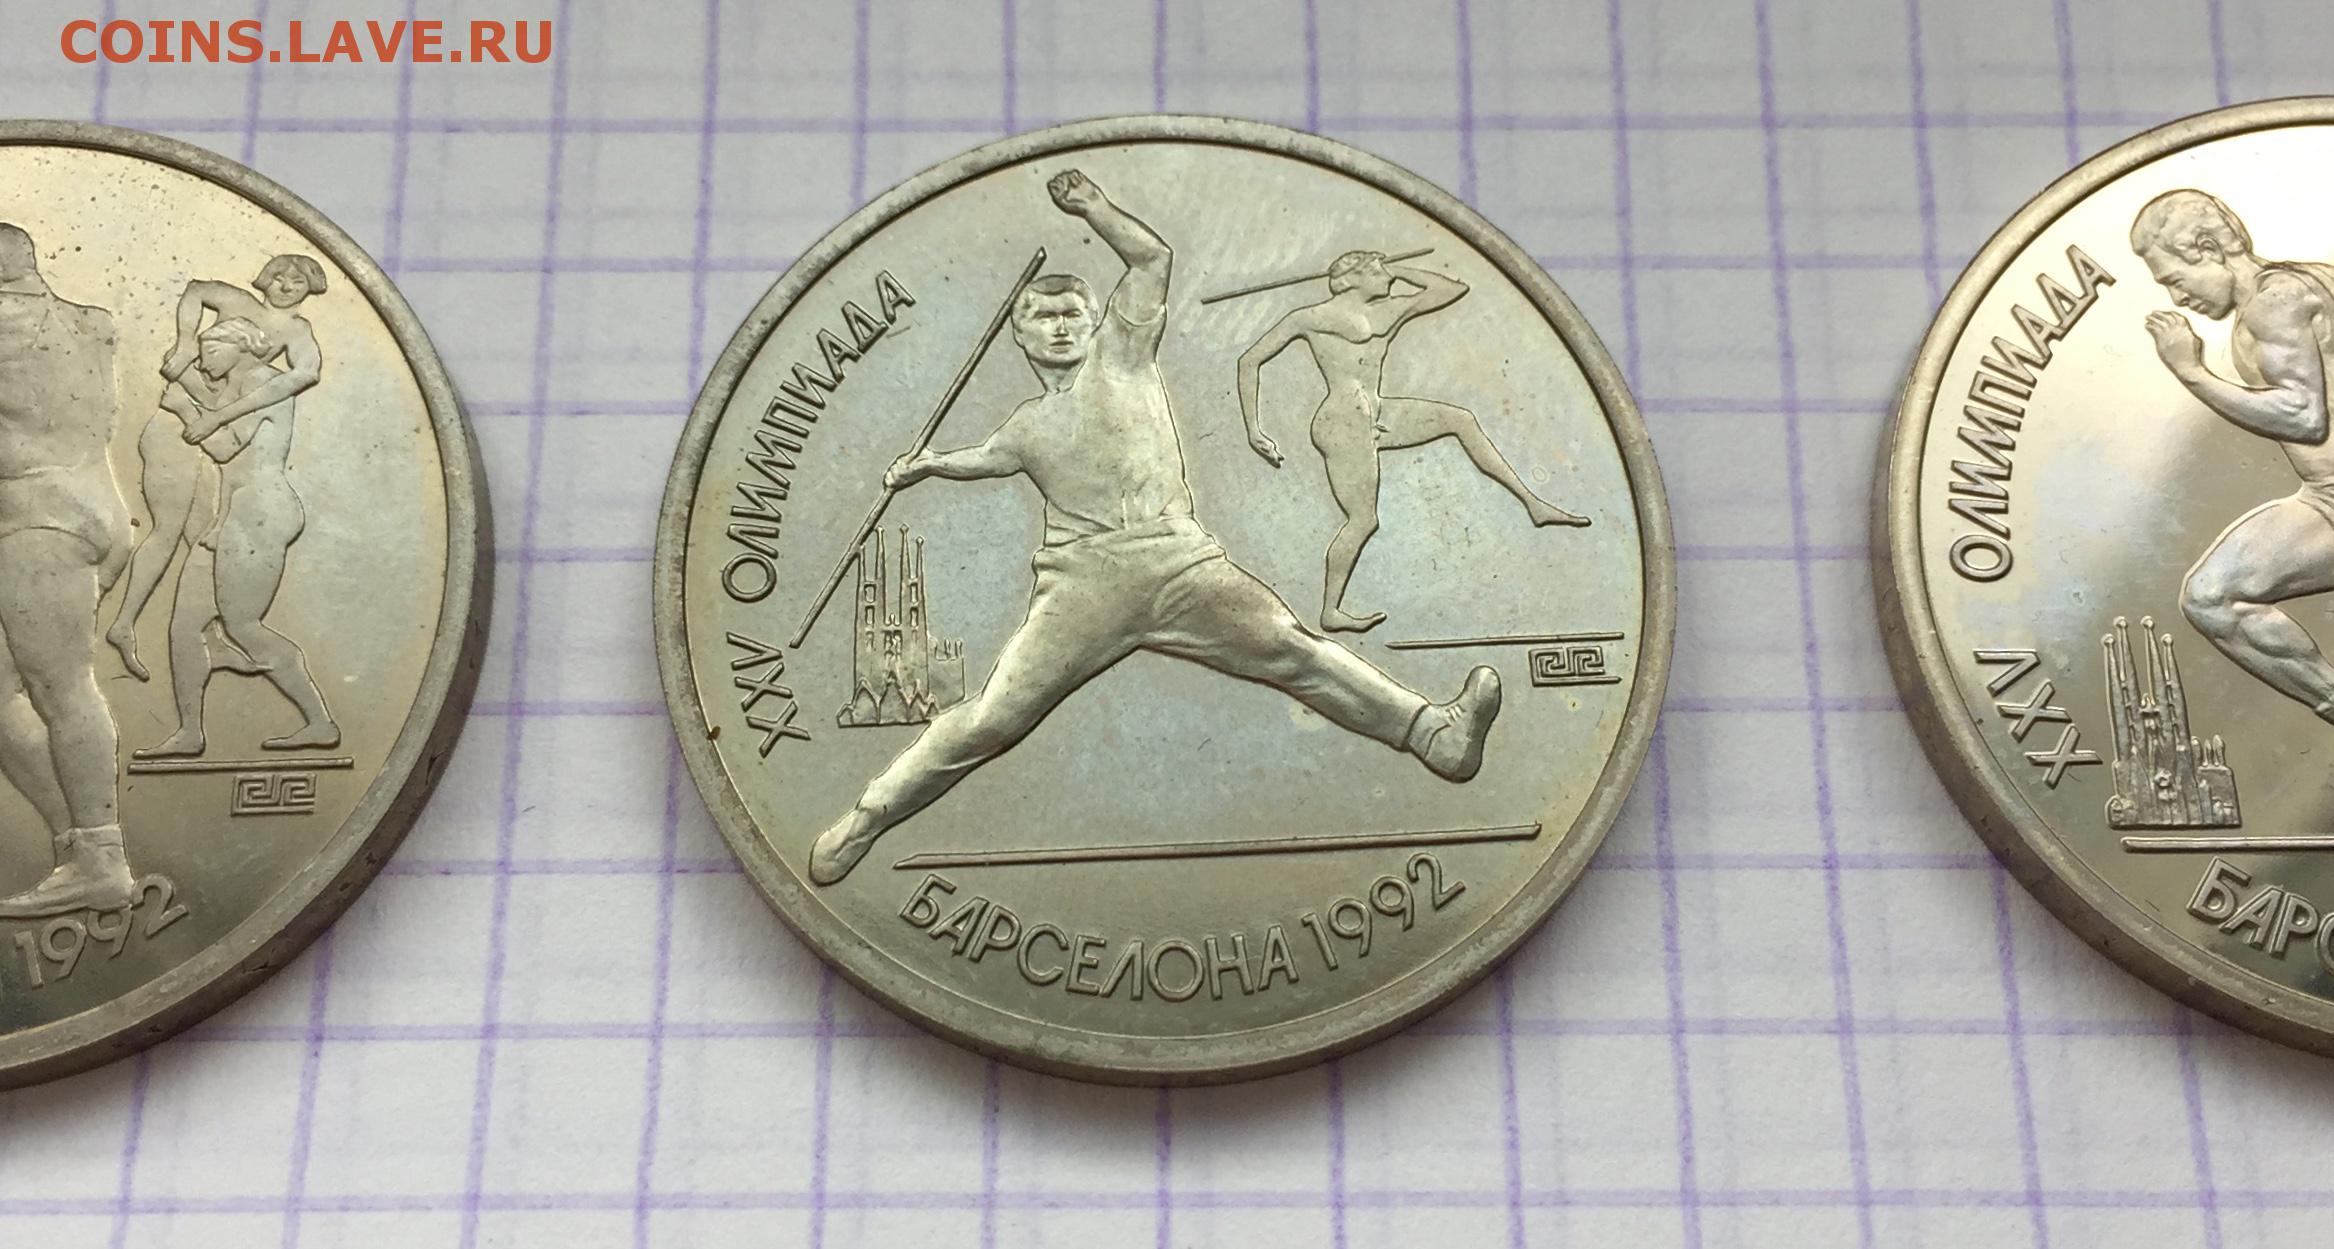 COINS.LAVE.RU
1992
XXV ОЛИМПИАДА
БАРСЕЛОНА 1992
XXV ОЛИМПИАДА